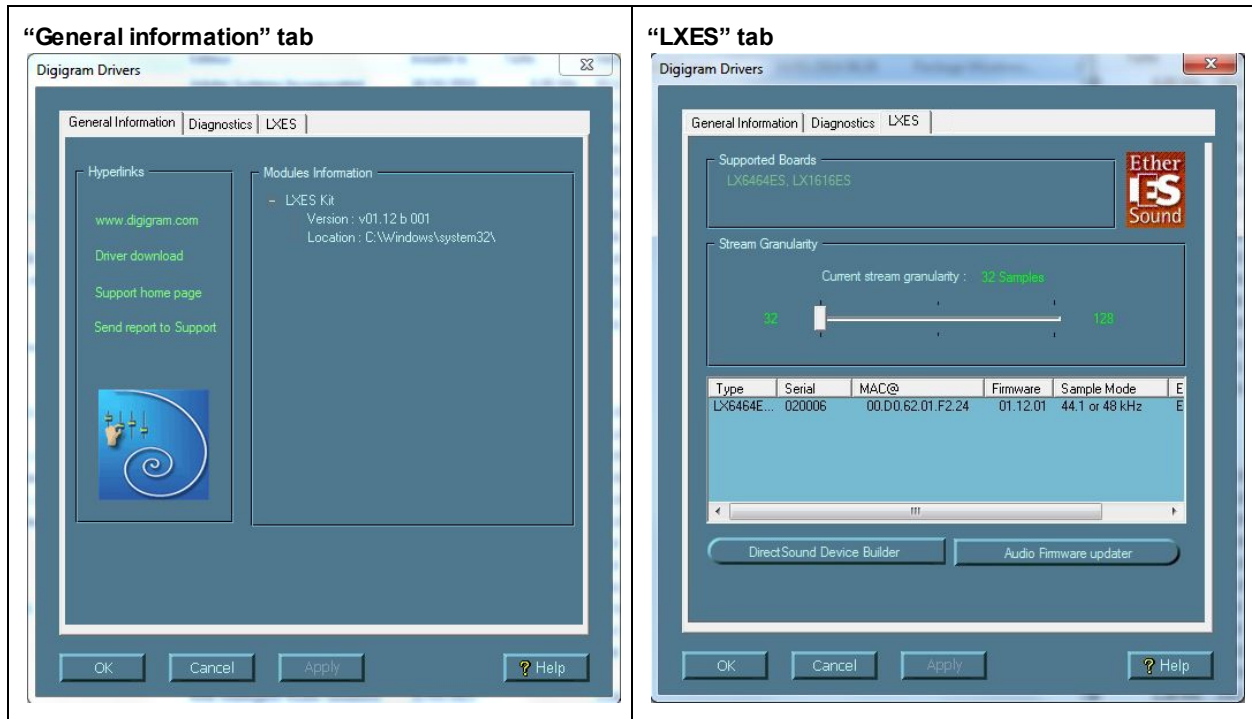 “General information” tab
Digigram Drivers
General Information
Diagnostics
LXES
Hyperlinks
www.digigram.com
Driver download
Support home page
Send report to Support
Modules Information
LXES Kit
Version : v01.12 b 001
Location : C:\Windows\system32\
OK
Cancel
Apply
? Help
“LXES” tab
Digigram Drivers
General Information
Diagnostics
LXES
Supported Boards
LX6464ES, LX1616ES
Ether
ES
Sound
Stream Granularity
Current stream granularity : 32 Samples
32
128
Type Serial MAC@ Firmware Sample Mode E
LX6464E... 020006 00.D0.62.01.F2.24 01.12.01 44.1 or 48 kHz E
DirectSound Device Builder
Audio Firmware updater
OK
Cancel
Apply
? Help